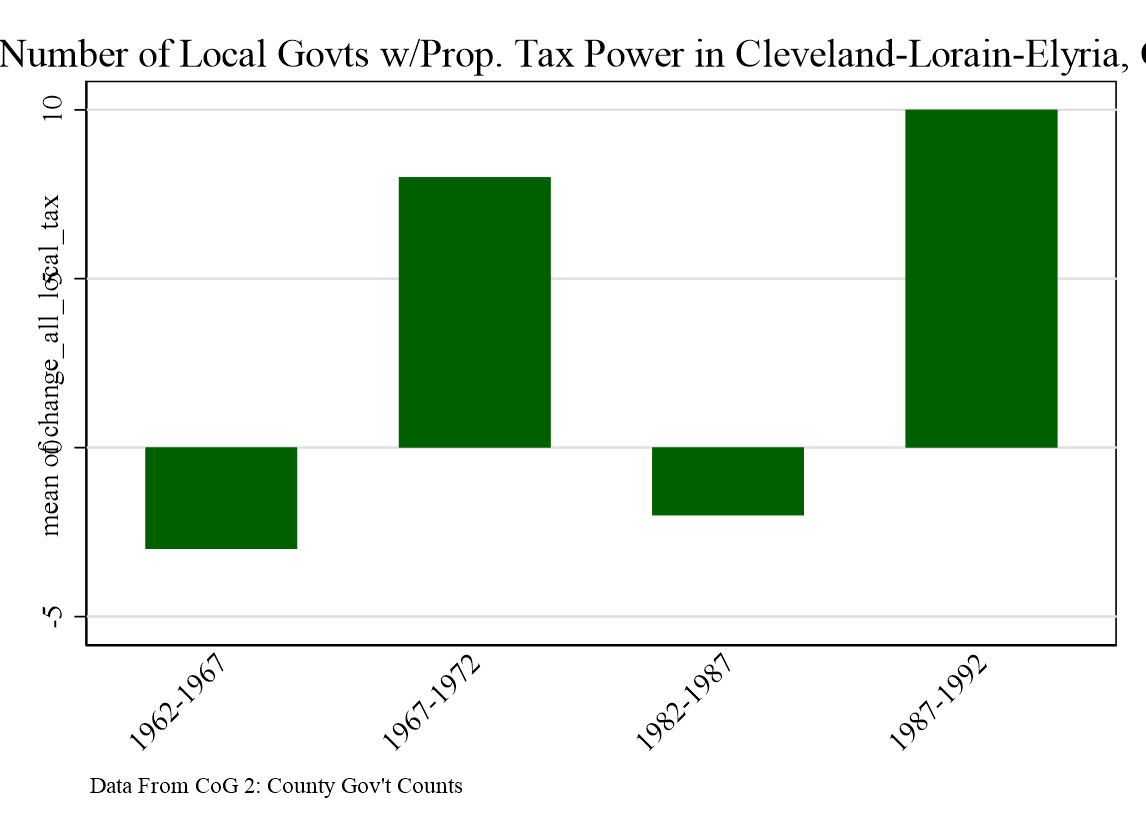 Number of Local Govts w/Prop. Tax Power in Cleveland-Lorain-Elyria,
mean of change_all_local_tax
10
5
0
-5
1962-1967
1967-1972
1982-1987
1987-1992
Data From CoG 2: County Gov't Counts